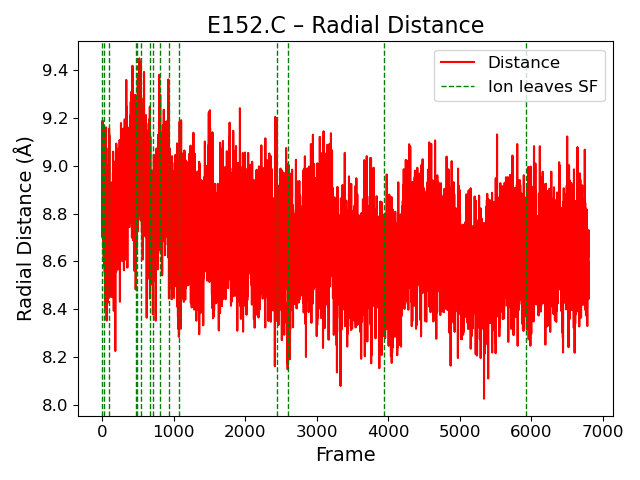 E152.C – Radial Distance
Radial Distance (Å)
9.4
9.2
9.0
8.8
8.6
8.4
8.2
8.0
Distance
Ion leaves SF
0 1000 2000 3000 4000 5000 6000 7000
Frame